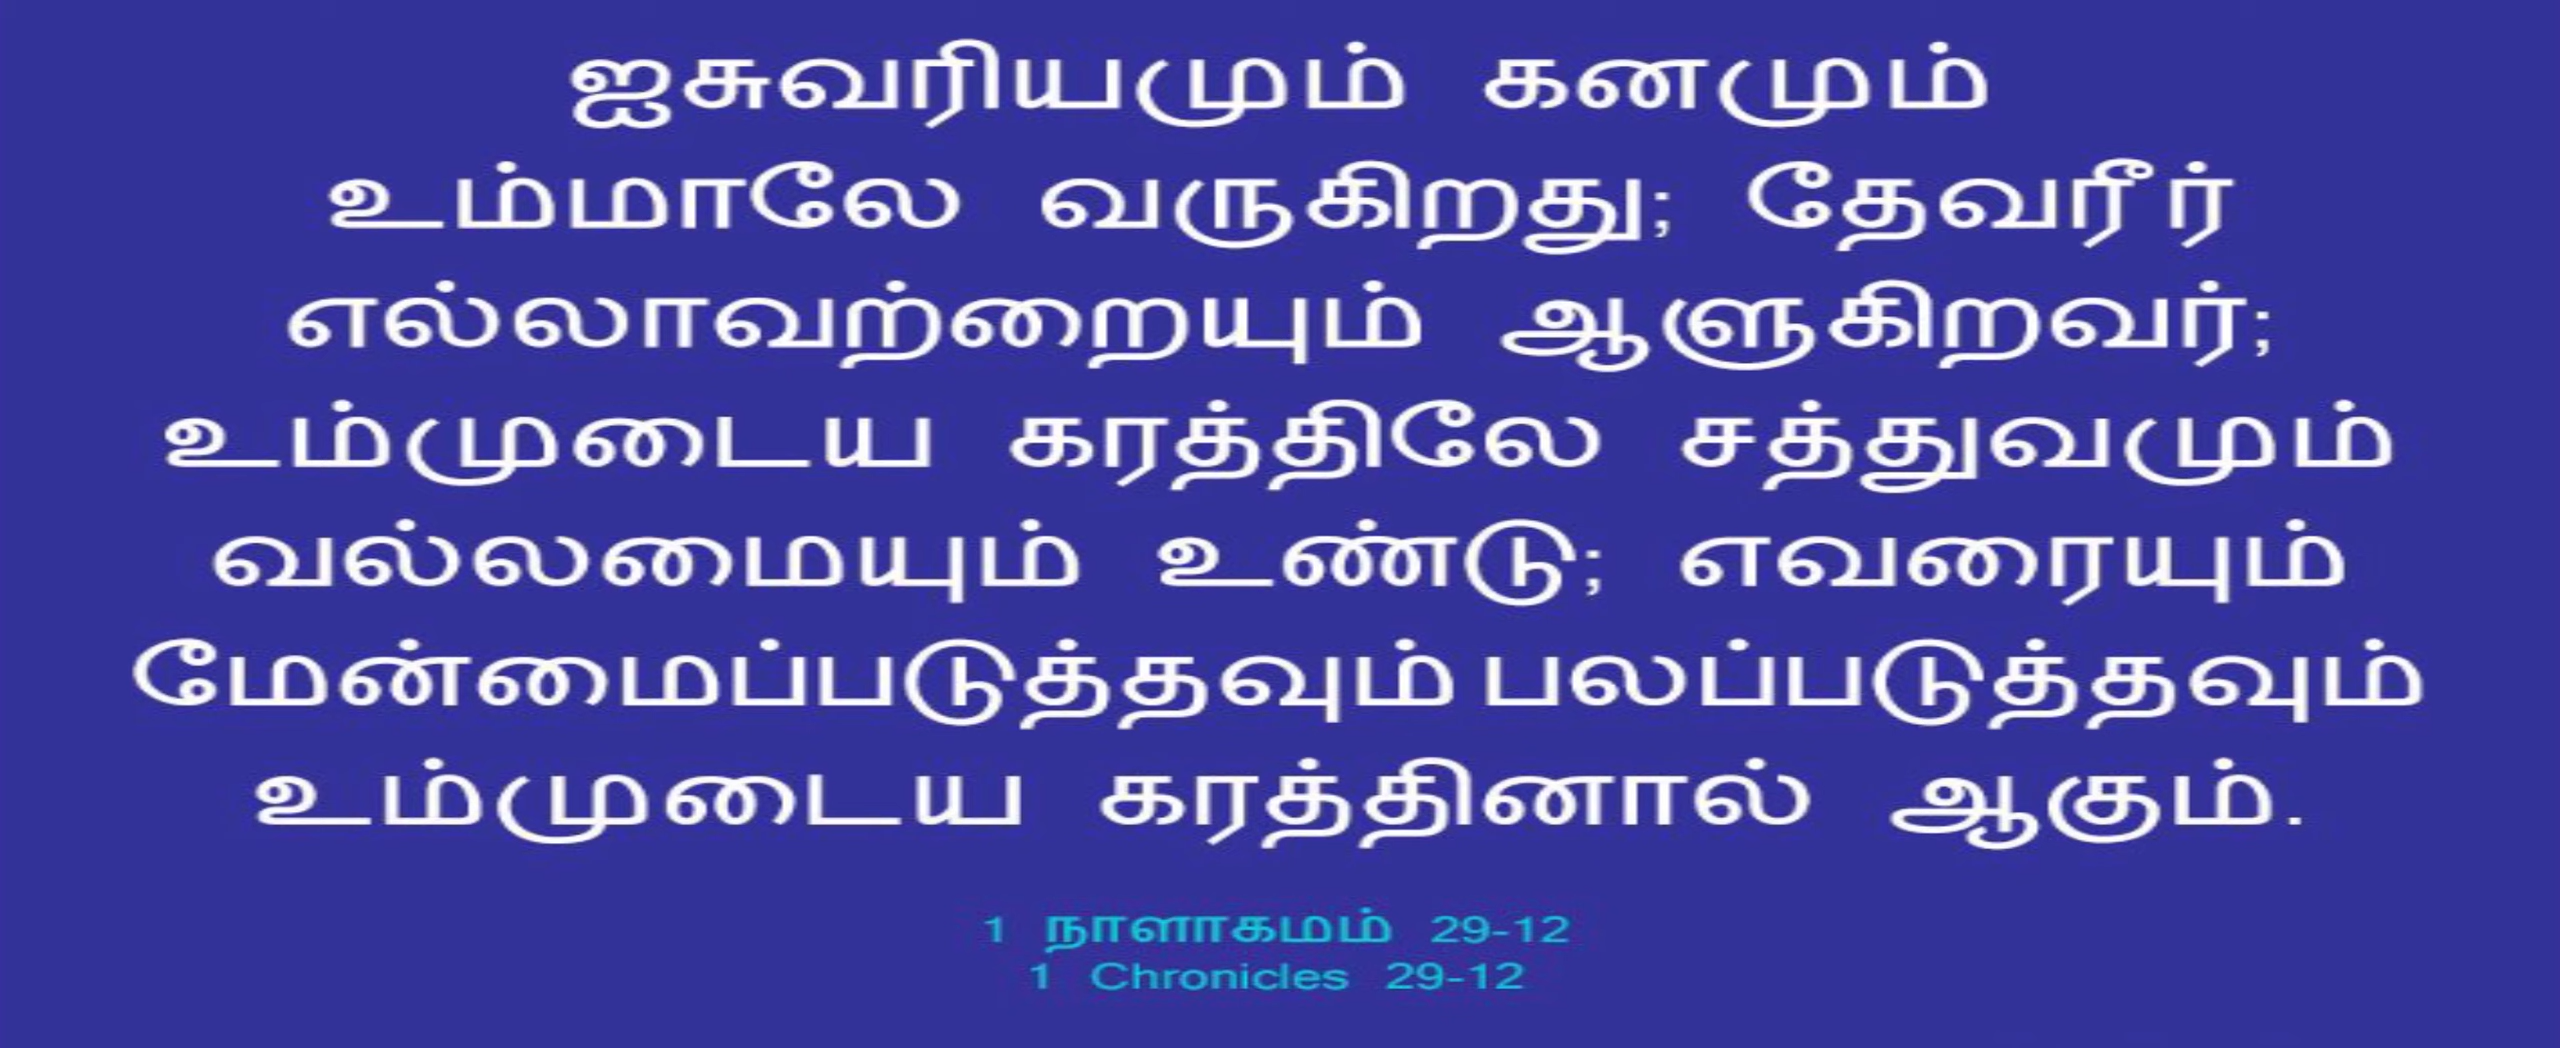 ஐசுவரியமும் கனமும்
உம்மாலே வருகிறது; தேவரீர்
எல்லாவற்றையும் ஆளுகிறவர்;
உம்முடைய கரத்திலே சத்துவமும்
வல்லமையும் உண்டு; எவரையும்
மேன்மைப்படுத்தவும் பலப்படுத்தவும்
உம்முடைய கரத்தினால் ஆகும்.
1 நாளாகமம் 29-12
1 Chronicles 29-12